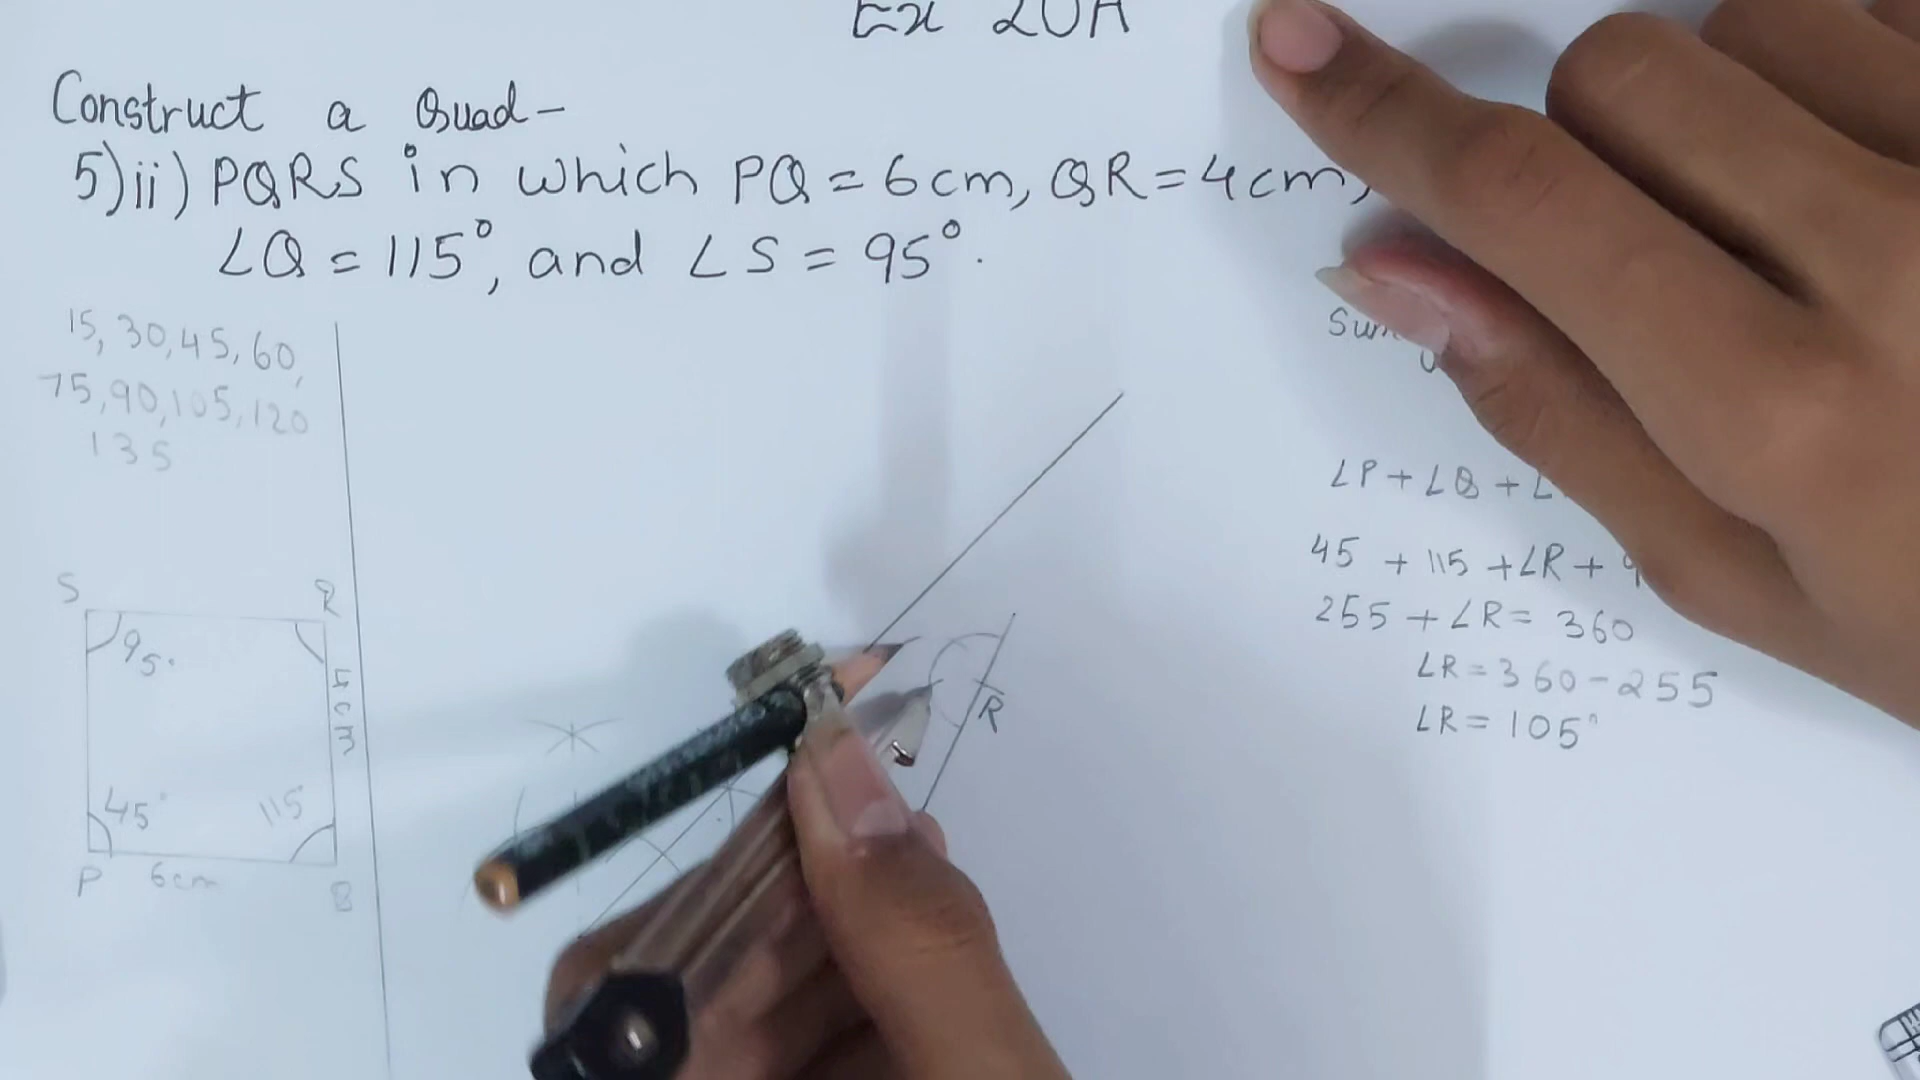 Ex 20A
Construct a Quad-
5)ii) PQRS in which PQ = 6cm, QR = 4cm,
∠Q = 115°, and ∠S = 95°.
15, 30, 45, 60,
75, 90, 105, 120
135
S
R
95°
4cm
45°
115
P
6cm
Q
R
∠P + ∠Q +
45 + 115 + ∠R +
255 + ∠R = 360
∠R = 360 - 255
∠R = 105°